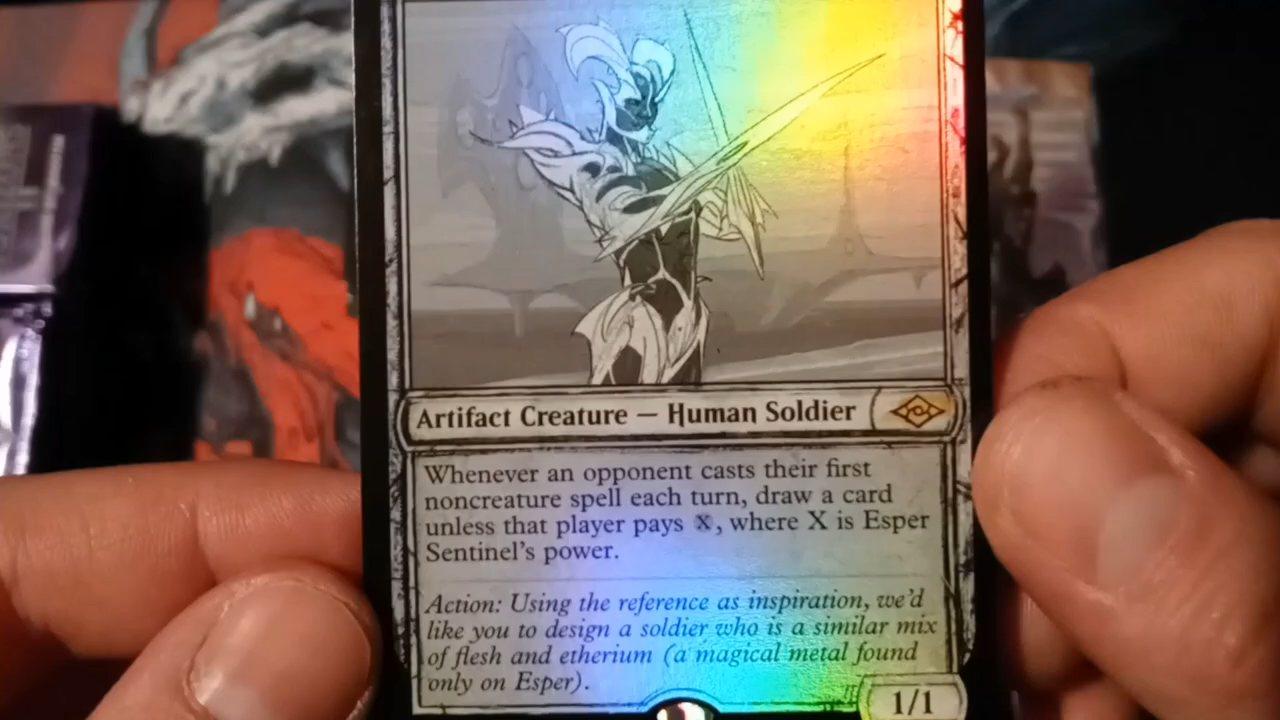 Artifact Creature — Human Soldier
Whenever an opponent casts their first
noncreature spell each turn, draw a card
unless that player pays X, where X is Esper
Sentinel's power.
Action: Using the reference as inspiration, we'd
like you to design a soldier who is a similar mix
of flesh and etherium (a magical metal found
only on Esper).
1/1